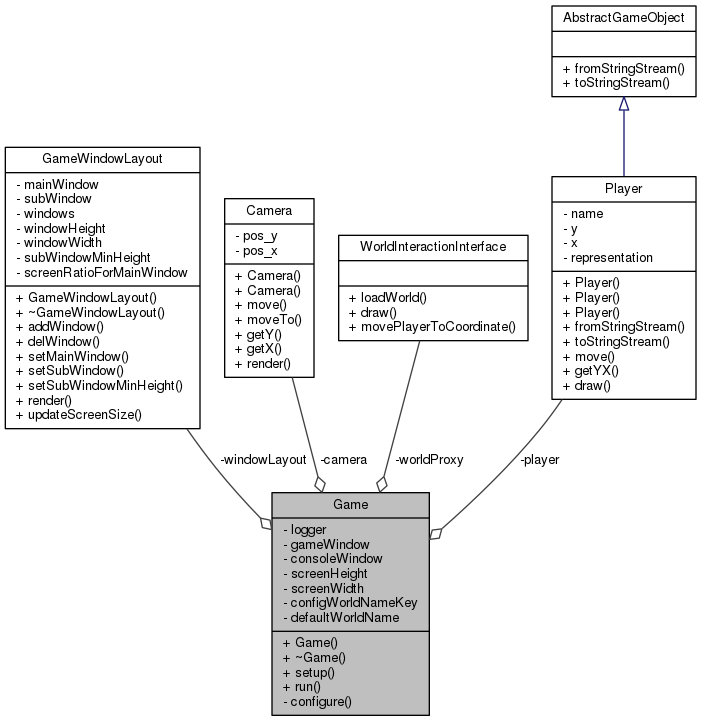 AbstractGameObject
+ fromStringStream()
+ toStringStream()
GameWindowLayout
- mainWindow
- subWindow
- windows
- windowHeight
- windowWidth
- subWindowMinHeight
- screenRatioForMainWindow
+ GameWindowLayout()
+ ~GameWindowLayout()
+ addWindow()
+ delWindow()
+ setMainWindow()
+ setSubWindow()
+ setSubWindowMinHeight()
+ render()
+ updateScreenSize()
Camera
- pos_y
- pos_x
+ Camera()
+ Camera()
+ move()
+ moveTo()
+ getY()
+ getX()
+ render()
WorldInteractionInterface
+ loadWorld()
+ draw()
+ movePlayerToCoordinate()
Player
- name
- y
- x
- representation
+ Player()
+ Player()
+ Player()
+ fromStringStream()
+ toStringStream()
+ move()
+ getYX()
+ draw()
-windowLayout
-camera
-worldProxy
-player
Game
- logger
- gameWindow
- consoleWindow
- screenHeight
- screenWidth
- configWorldNameKey
- defaultWorldName
+ Game()
+ ~Game()
+ setup()
+ run()
- configure()